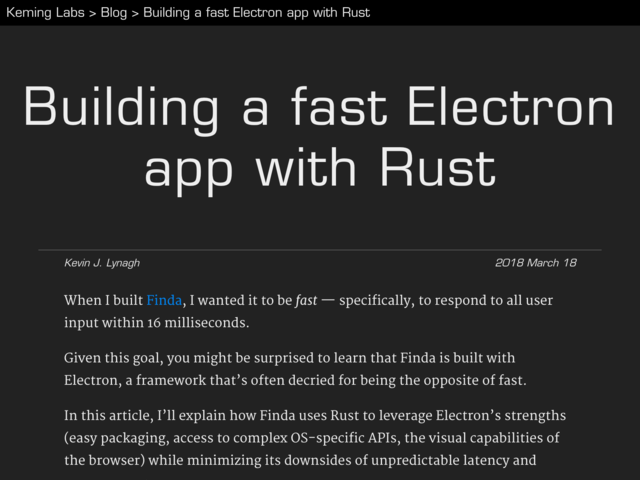 Keming Labs > Blog > Building a fast Electron app with Rust
Building a fast Electron
app with Rust
Kevin J. Lynagh 2018 March 18
When I built Finda, I wanted it to be fast — specifically, to respond to all user
input within 16 milliseconds.
Given this goal, you might be surprised to learn that Finda is built with
Electron, a framework that’s often decried for being the opposite of fast.
In this article, I’ll explain how Finda uses Rust to leverage Electron’s strengths
(easy packaging, access to complex OS-specific APIs, the visual capabilities of
the browser) while minimizing its downsides of unpredictable latency and